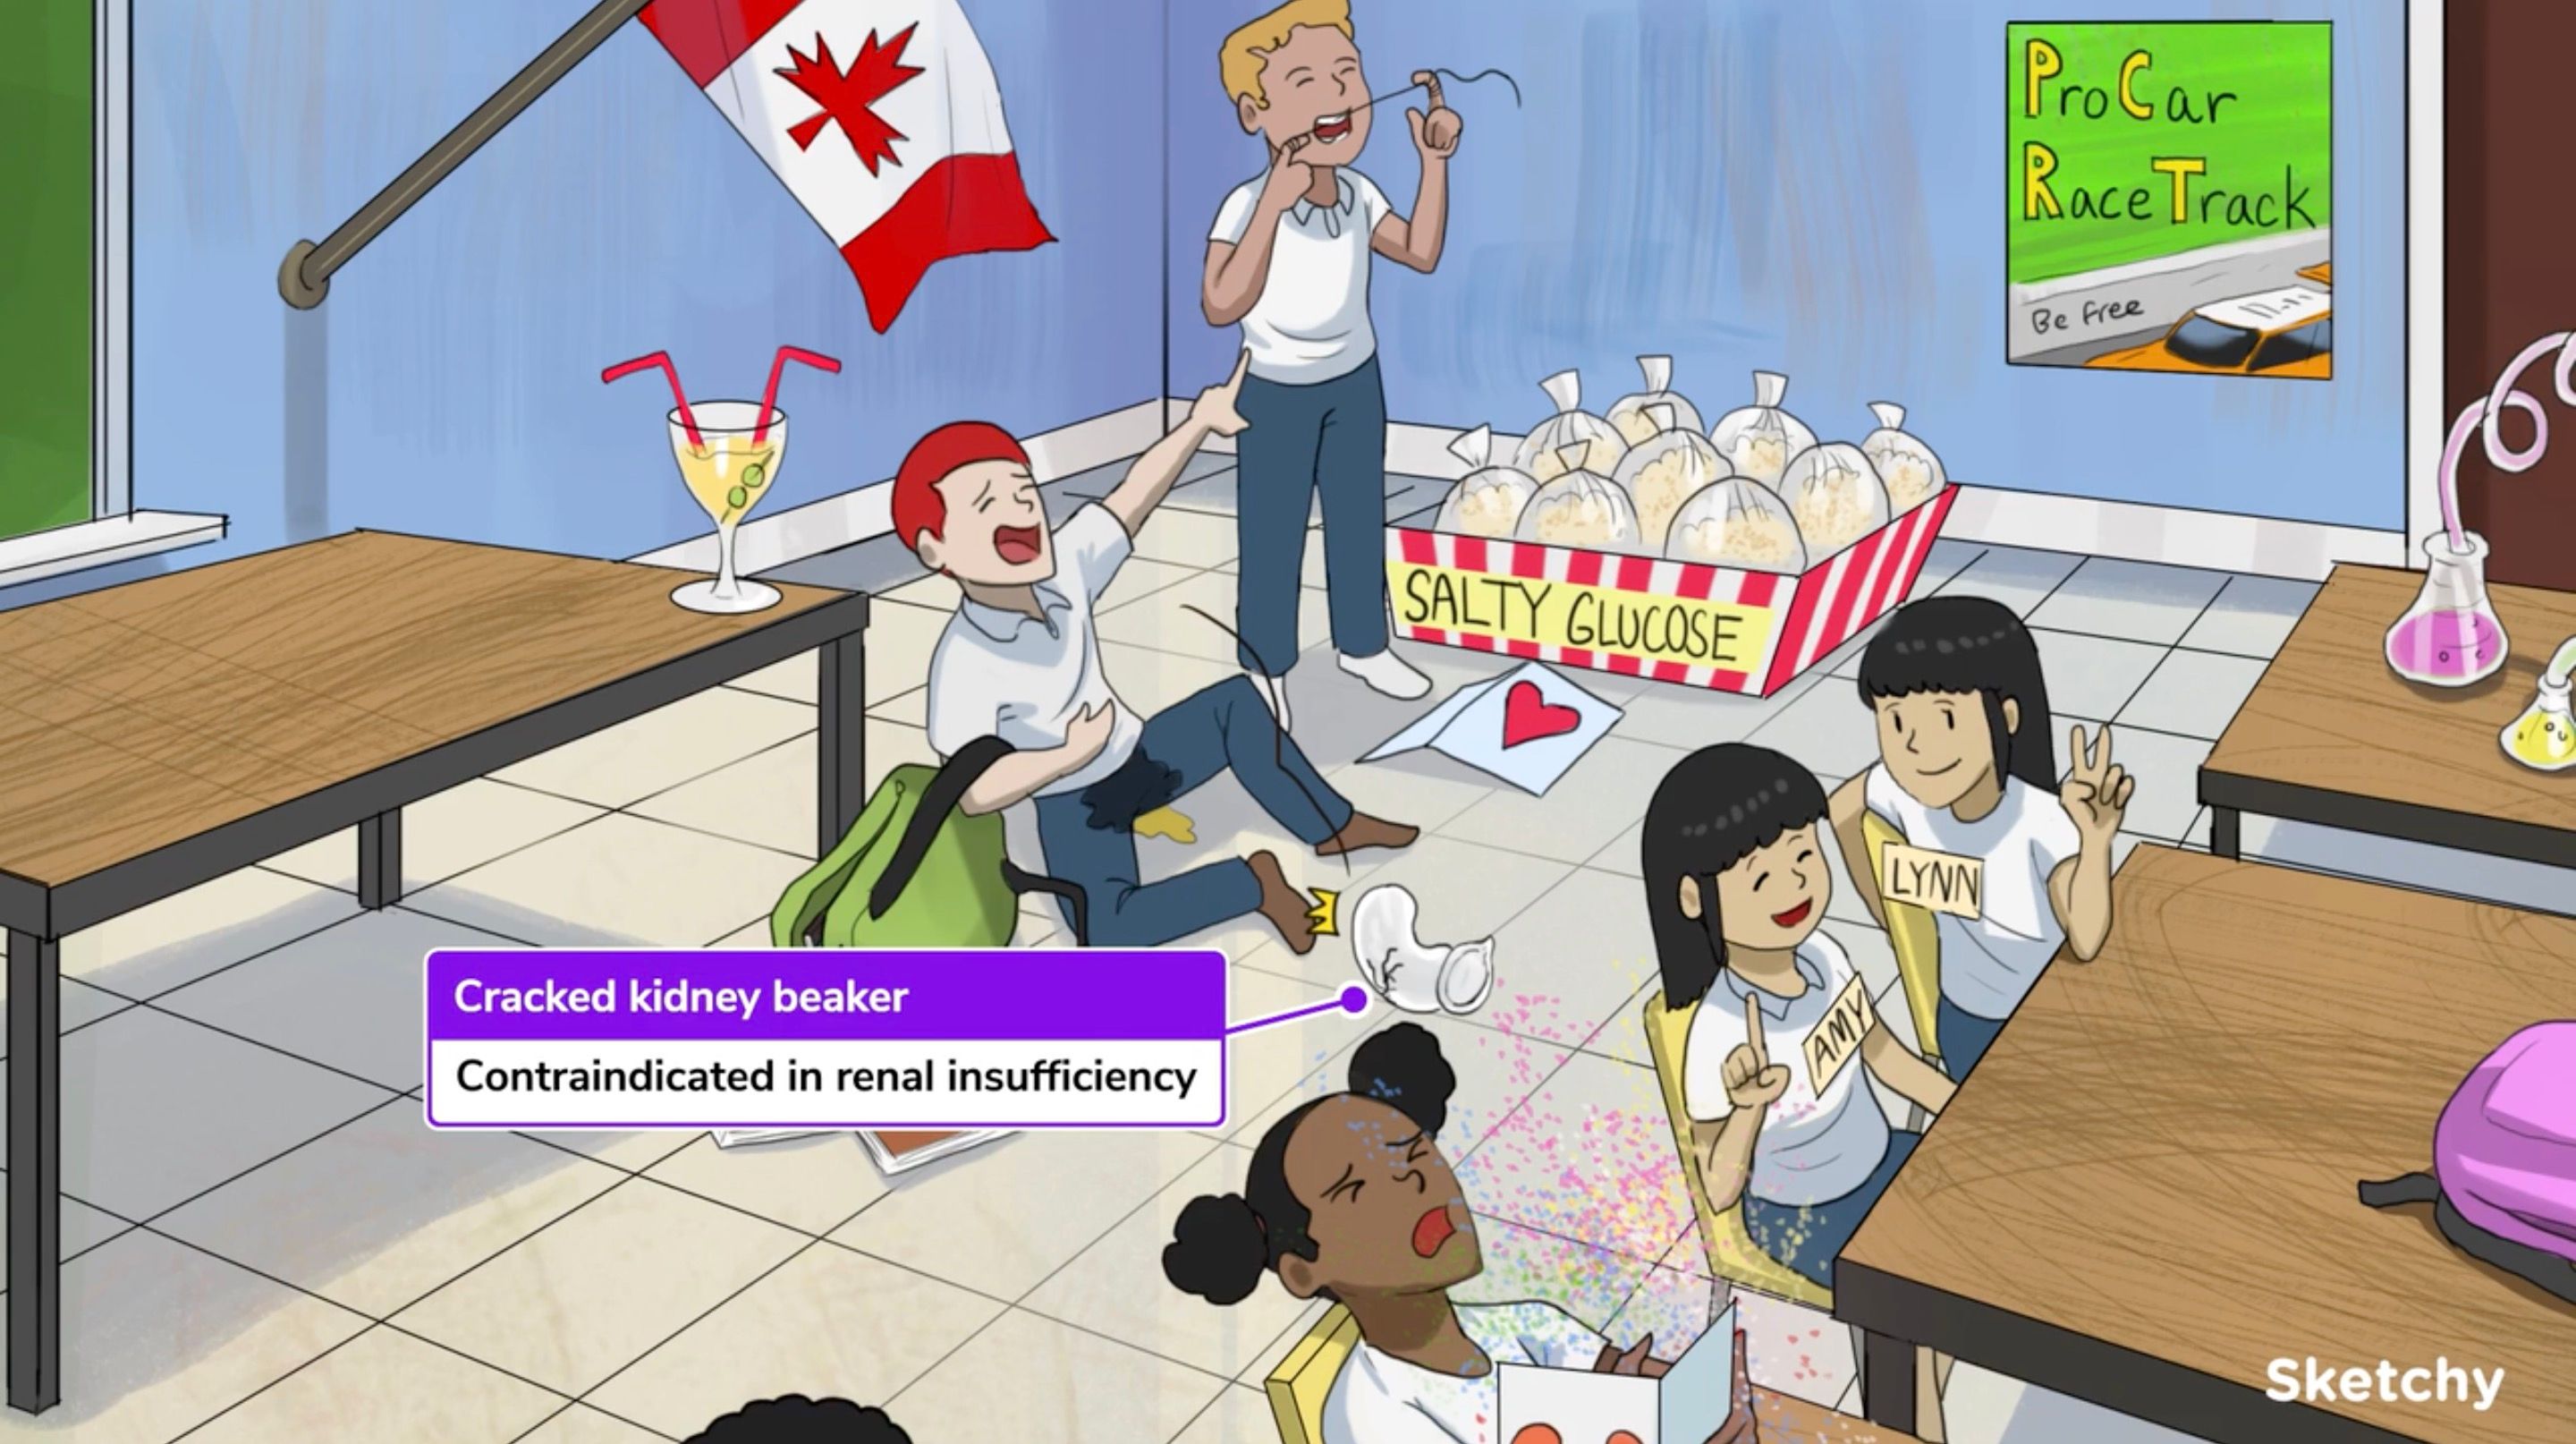 ProCar
RaceTrack
Be Free
SALTY GLUCOSE
LYNN
AMY
Cracked kidney beaker
Contraindicated in renal insufficiency
Sketchy